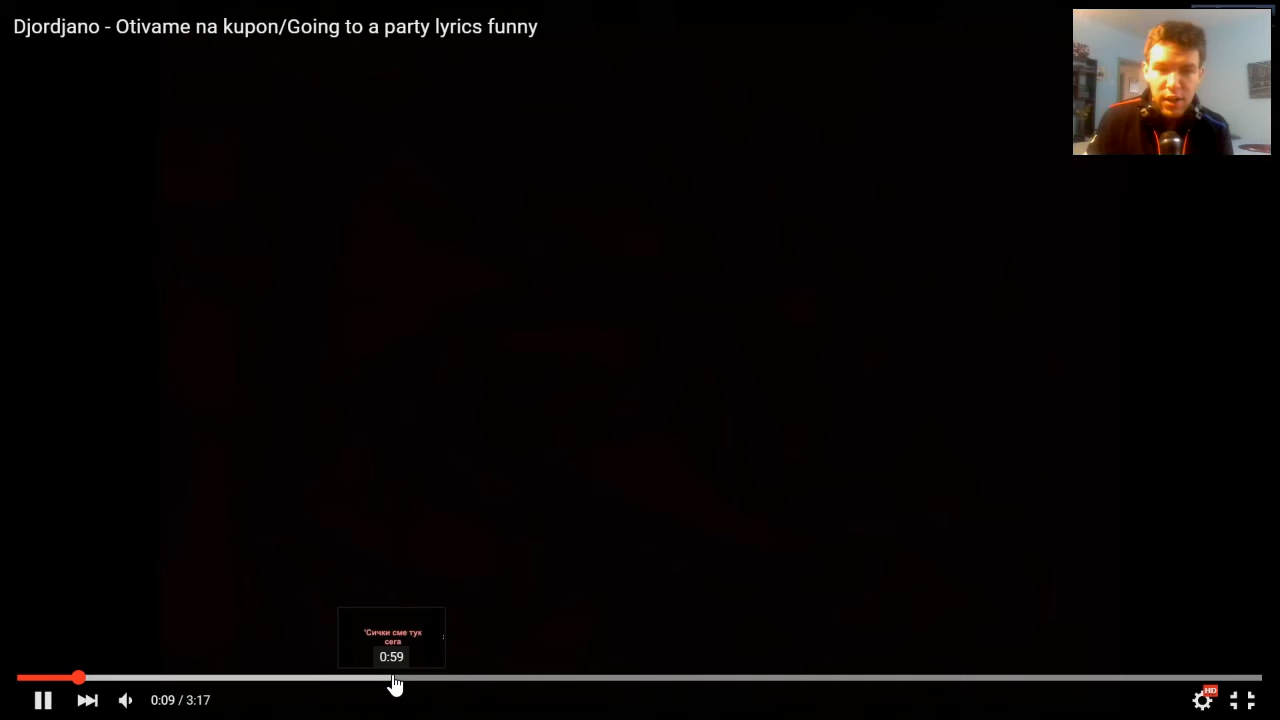 Djordjano - Otivame na kupon/Going to a party lyrics funny
'Сички сме тук
сега
0:59
0:09 / 3:17
HD